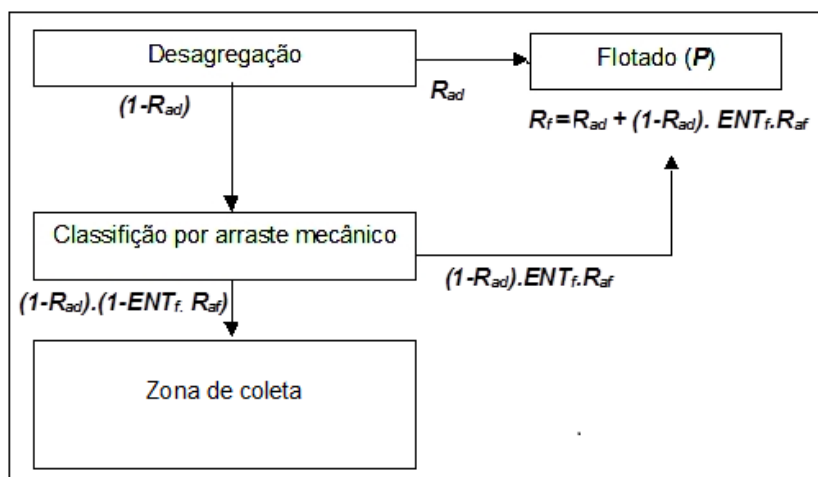 Desagregação
Flotado (P)
(1-Rad)
Rad
Rf = Rad + (1-Rad). ENTf.Raf
Classifição por arraste mecânico
(1-Rad).ENTf.Raf
(1-Rad).(1-ENTf. Raf)
Zona de coleta